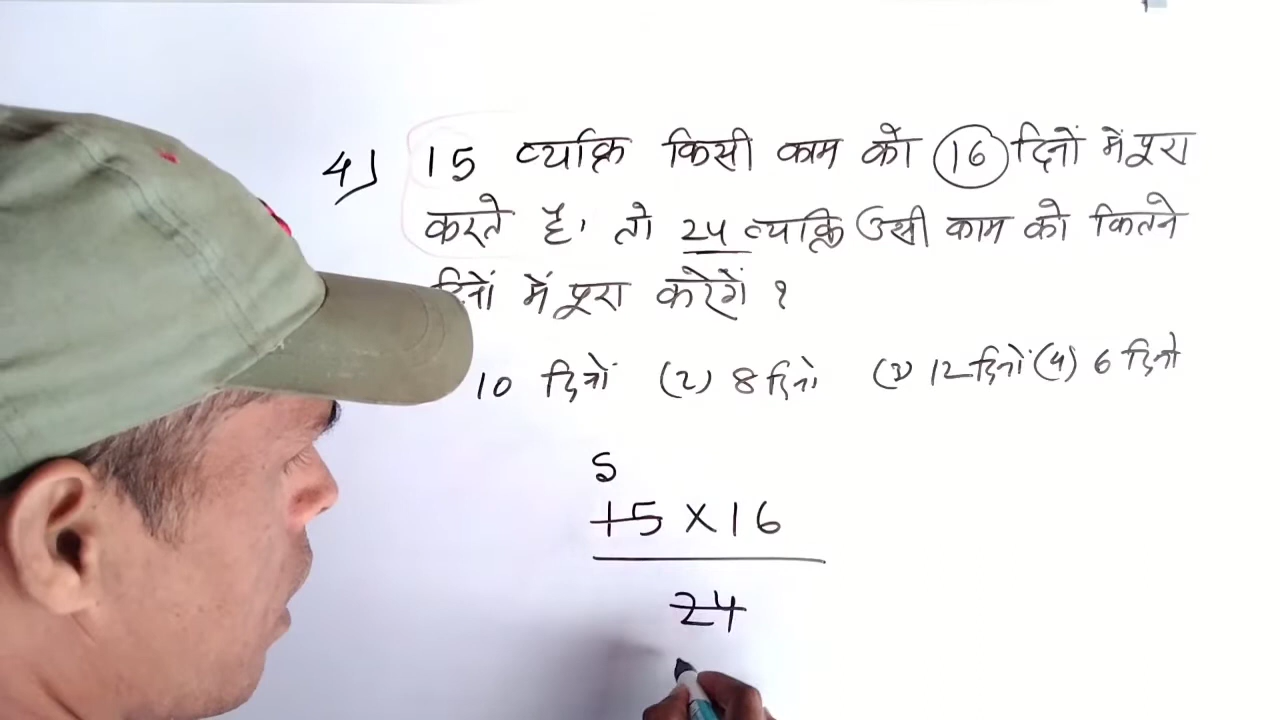 4) 15 व्यक्ति किसी काम को 16 दिनों में पूरा
करते है, तो 24 व्यक्ति उसी काम को कितने
दिनों में पूरा करेगें ?
10 दिनों (2) 8 दिनो (3) 12 दिनों (4) 6 दिनो
5
15 × 16
24